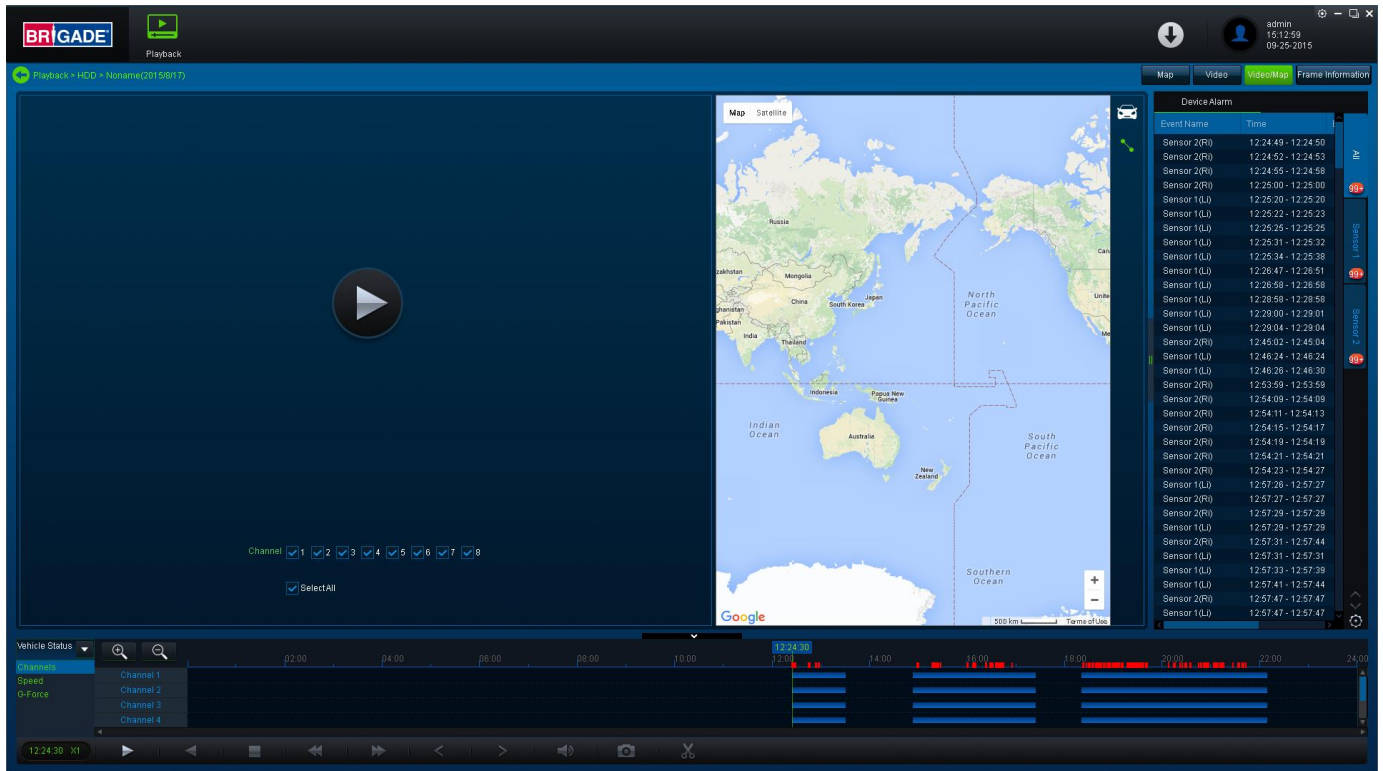 BRIGADE
Playback
admin
15:12:59
09-25-2015
Playback > HDD > Noname(2015/8/17)
Map Video Video/Map Frame Information
Map Satellite
Russia
Mongolia
China
South Korea
Japan
India
Thailand
Indonesia
Papua New
Guinea
Australia
New
Zealand
North
Pacific
Ocean
Indian
Ocean
South
Pacific
Ocean
Southern
Ocean
+
−
Google
500 km
Terms of Use
Channel 1 2 3 4 5 6 7 8
SelectAll
Device Alarm
Event Name Time
Sensor 2(Ri) 12:24:49 - 12:24:50
Sensor 2(Ri) 12:24:52 - 12:24:53
Sensor 2(Ri) 12:24:55 - 12:24:58
Sensor 2(Ri) 12:25:00 - 12:25:00
Sensor 1(Li) 12:25:20 - 12:25:20
Sensor 1(Li) 12:25:22 - 12:25:23
Sensor 1(Li) 12:25:25 - 12:25:25
Sensor 1(Li) 12:25:31 - 12:25:32
Sensor 1(Li) 12:25:34 - 12:25:38
Sensor 1(Li) 12:26:47 - 12:26:51
Sensor 1(Li) 12:26:58 - 12:26:58
Sensor 1(Li) 12:28:58 - 12:28:58
Sensor 1(Li) 12:29:00 - 12:29:01
Sensor 1(Li) 12:29:04 - 12:29:04
Sensor 2(Ri) 12:45:02 - 12:45:04
Sensor 1(Li) 12:46:24 - 12:46:24
Sensor 1(Li) 12:46:26 - 12:46:30
Sensor 2(Ri) 12:53:59 - 12:53:59
Sensor 2(Ri) 12:54:09 - 12:54:09
Sensor 2(Ri) 12:54:11 - 12:54:13
Sensor 2(Ri) 12:54:15 - 12:54:17
Sensor 2(Ri) 12:54:19 - 12:54:19
Sensor 2(Ri) 12:54:21 - 12:54:21
Sensor 2(Ri) 12:54:23 - 12:54:27
Sensor 1(Li) 12:57:26 - 12:57:27
Sensor 2(Ri) 12:57:27 - 12:57:27
Sensor 2(Ri) 12:57:29 - 12:57:29
Sensor 1(Li) 12:57:29 - 12:57:29
Sensor 2(Ri) 12:57:31 - 12:57:44
Sensor 1(Li) 12:57:31 - 12:57:31
Sensor 1(Li) 12:57:33 - 12:57:39
Sensor 1(Li) 12:57:41 - 12:57:44
Sensor 2(Ri) 12:57:47 - 12:57:47
Sensor 1(Li) 12:57:47 - 12:57:47
All
99+
Sensor 1
99+
Sensor 2
99+
Vehicle Status
Channels
Speed
G-Force
12:24:30
02:00 04:00 06:00 08:00 10:00 12:00 14:00 16:00 18:00 20:00 22:00 24:00
Channel 1
Channel 2
Channel 3
Channel 4
12:24:30 X1